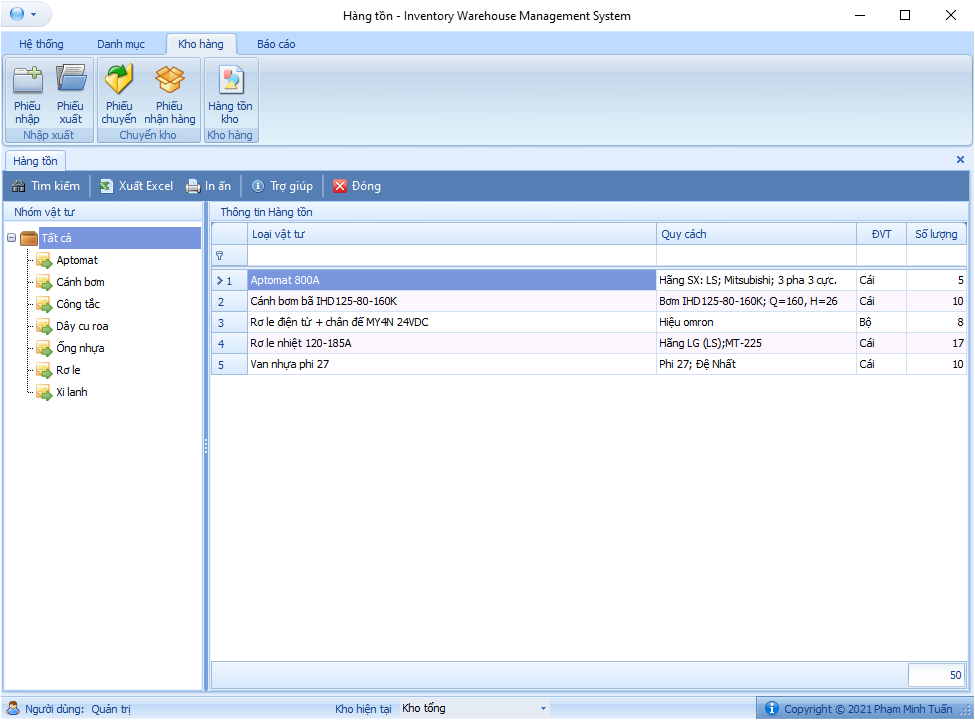 Hàng tồn - Inventory Warehouse Management System
Hệ thống Danh mục Kho hàng Báo cáo
Phiếu nhập
Phiếu xuất
Phiếu chuyển
Phiếu nhận hàng
Hàng tồn kho
Nhập xuất Chuyển kho Kho hàng
Hàng tồn
Tìm kiếm Xuất Excel In ấn Trợ giúp Đóng
Nhóm vật tư
Tất cả
Aptomat
Cánh bơm
Công tắc
Dây cu roa
Ống nhựa
Rơ le
Xi lanh
Thông tin Hàng tồn
Loại vật tư Quy cách ĐVT Số lượng
1 Aptomat 800A Hãng SX: LS; Mitsubishi; 3 pha 3 cực. Cái 5
2 Cánh bơm bã IHD125-80-160K Bơm IHD125-80-160K; Q=160, H=26 Cái 10
3 Rơ le điện từ + chân đế MY4N 24VDC Hiệu omron Bộ 8
4 Rơ le nhiệt 120-185A Hãng LG (LS);MT-225 Cái 17
5 Van nhựa phi 27 Phi 27; Đệ Nhất Cái 10
50
Người dùng: Quản trị Kho hiện tại Kho tổng Copyright © 2021 Phạm Minh Tuấn